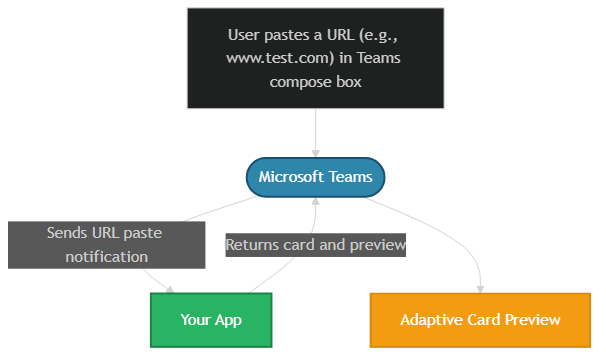 User pastes a URL (e.g.,
www.test.com) in Teams
compose box
Microsoft Teams
Sends URL paste
notification
Returns card and preview
Your App
Adaptive Card Preview